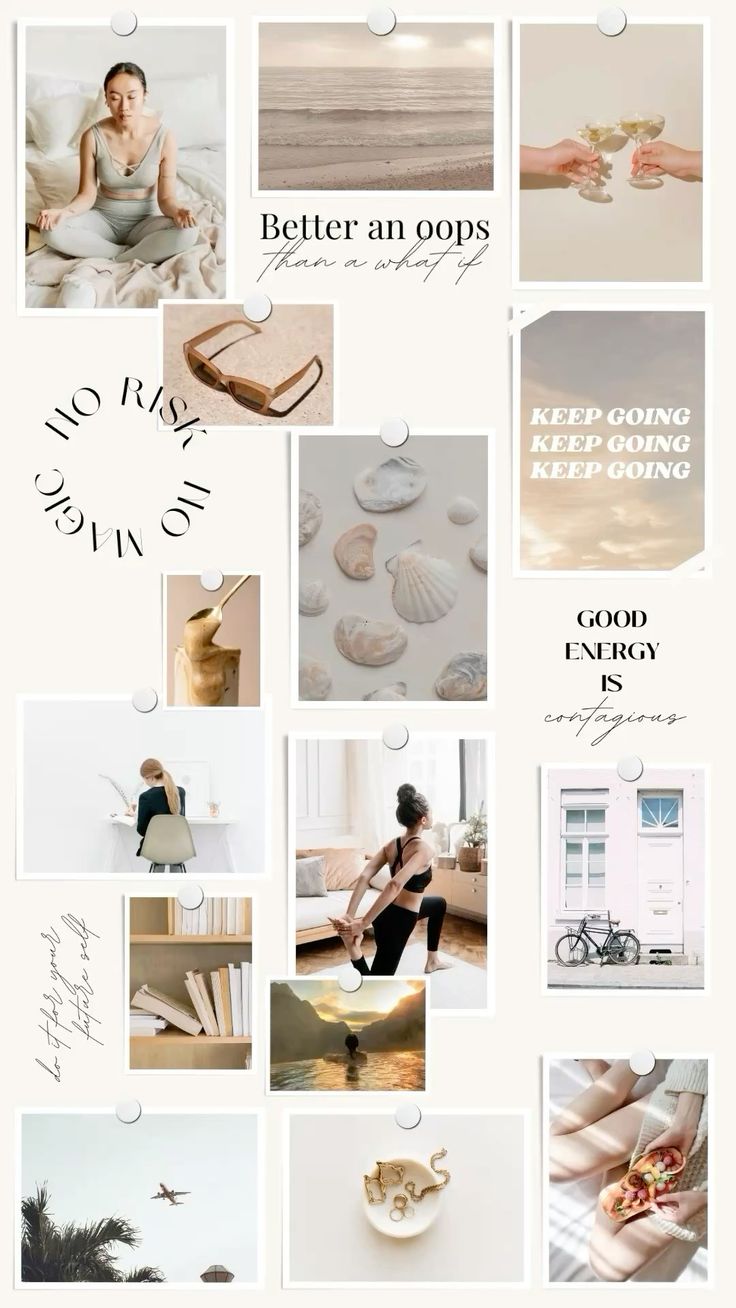 Better an oops
than a what if
NO RISK NO MAGIC
KEEP GOING
KEEP GOING
KEEP GOING
GOOD
ENERGY
IS
contagious
do it for your
future self